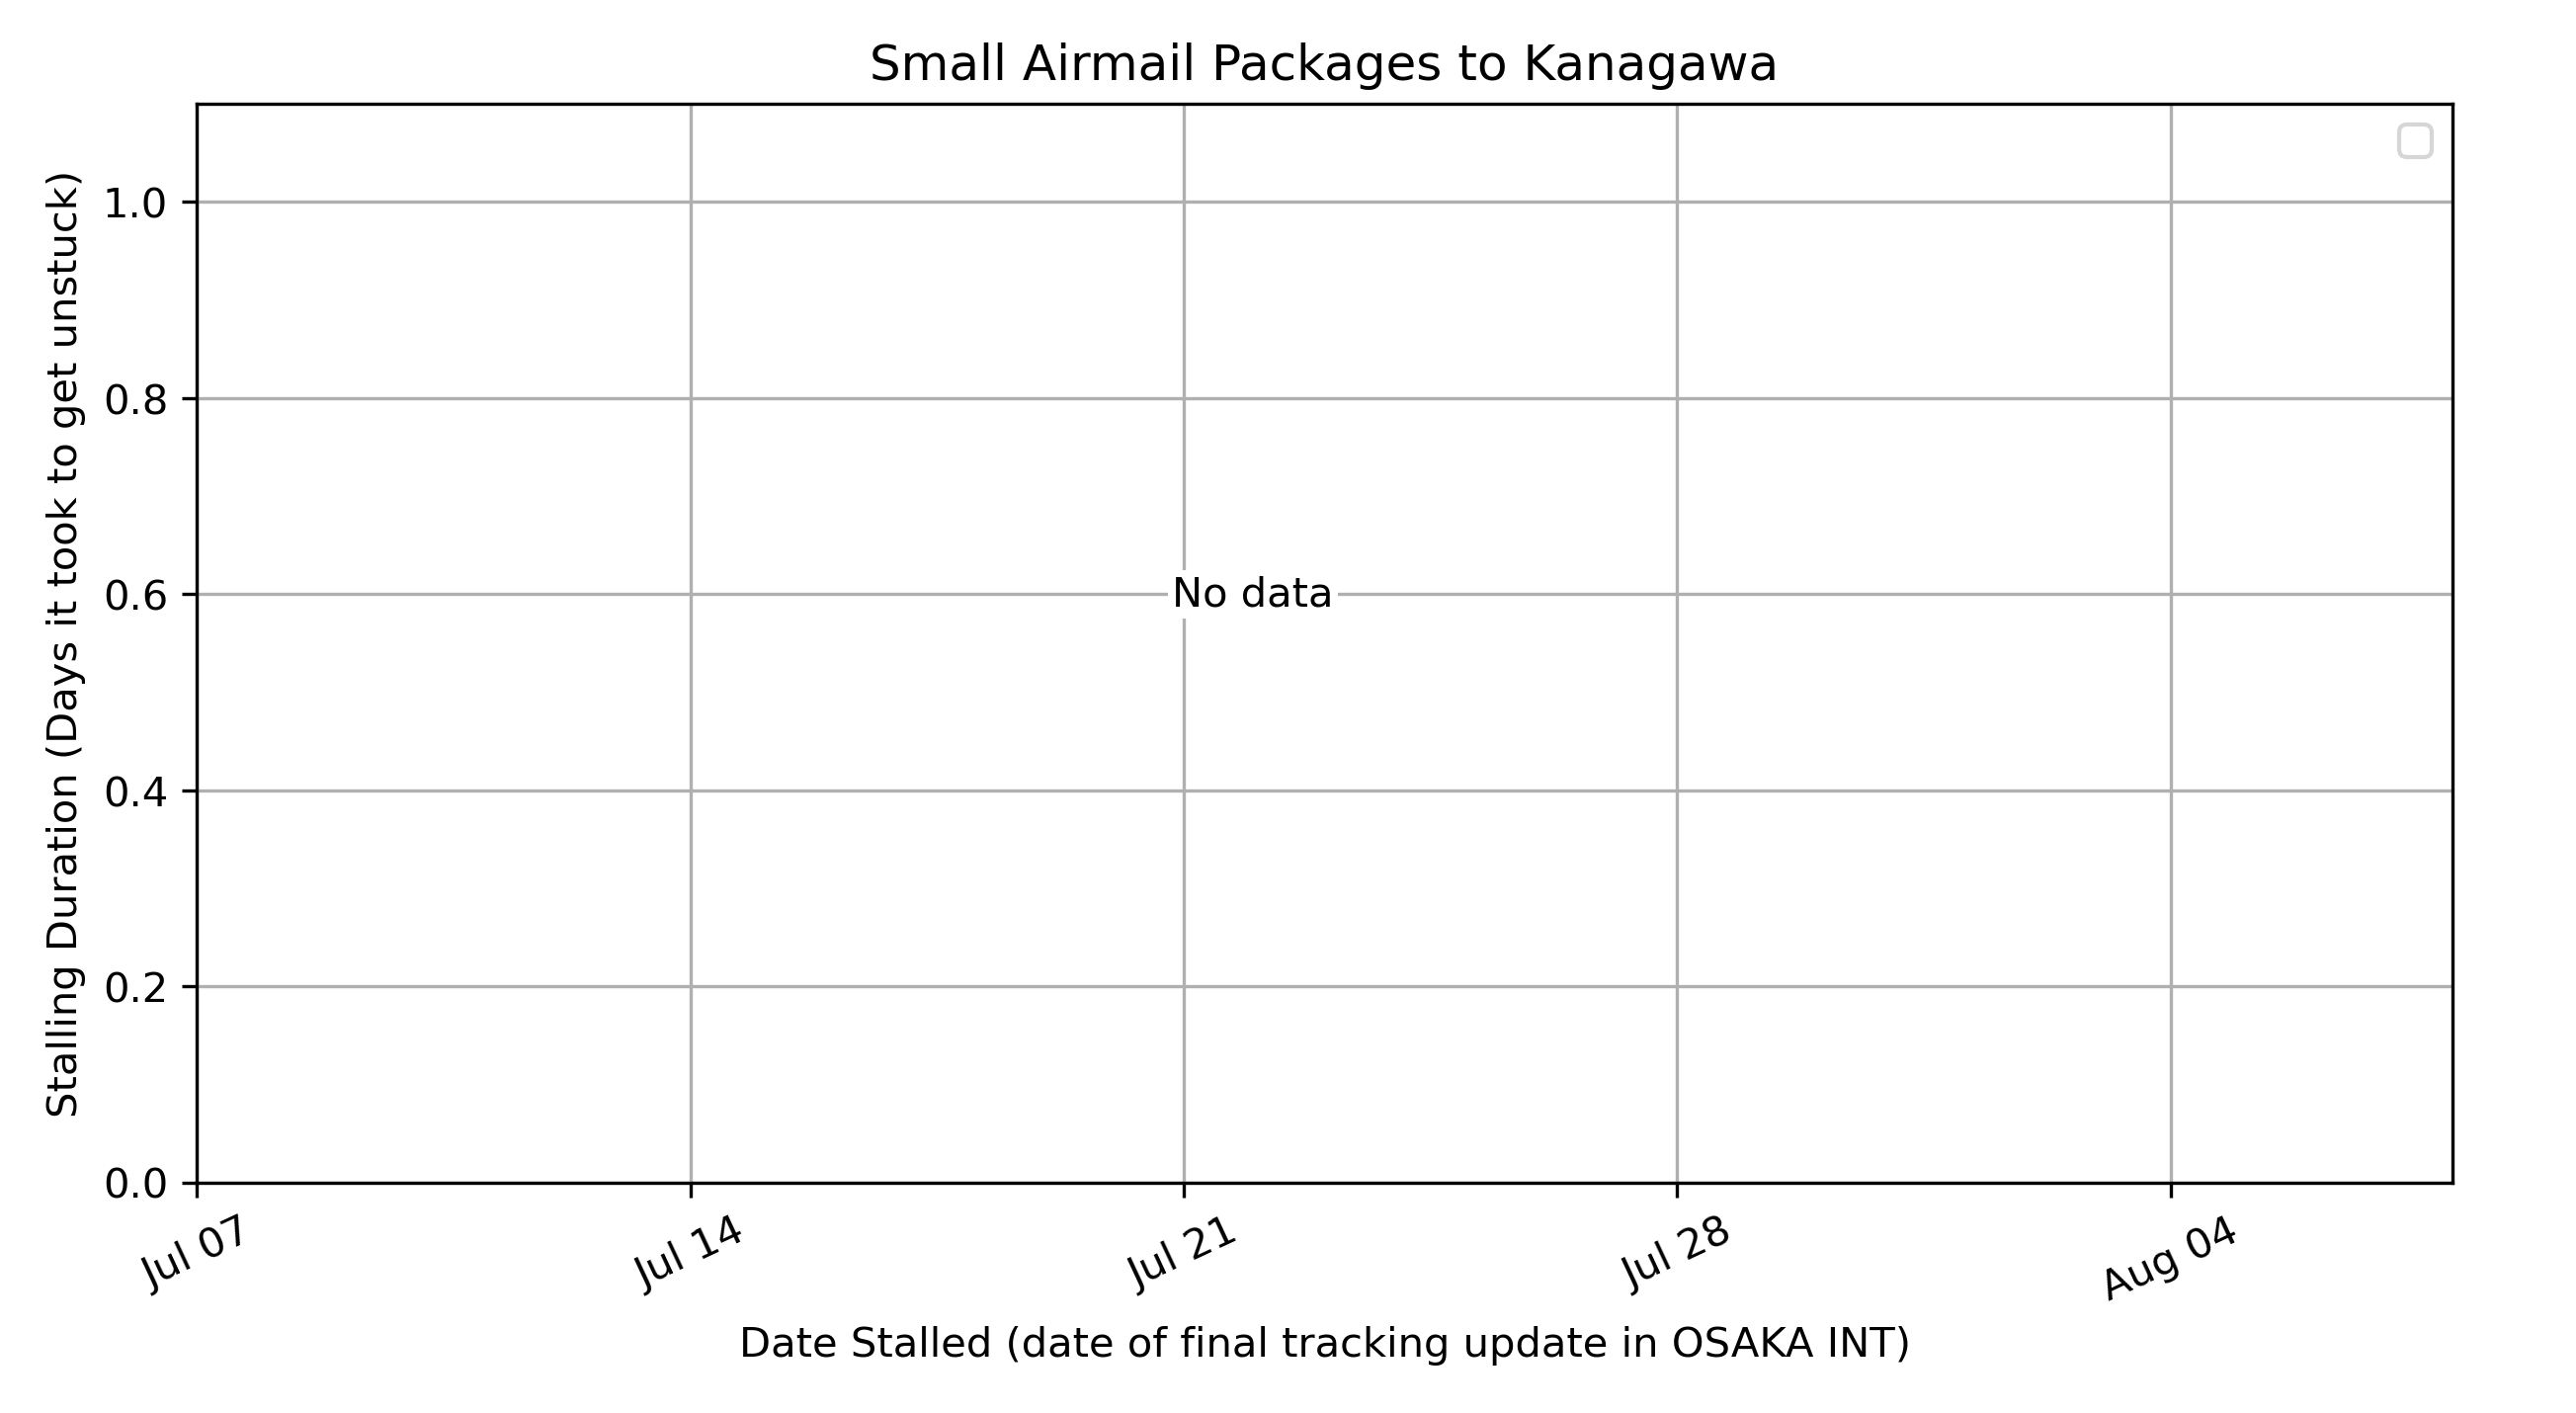 Small Airmail Packages to Kanagawa
Stalling Duration (Days it took to get unstuck)
1.0
0.8
0.6
0.4
0.2
0.0
No data
Jul 07
Jul 14
Jul 21
Jul 28
Aug 04
Date Stalled (date of final tracking update in OSAKA INT)